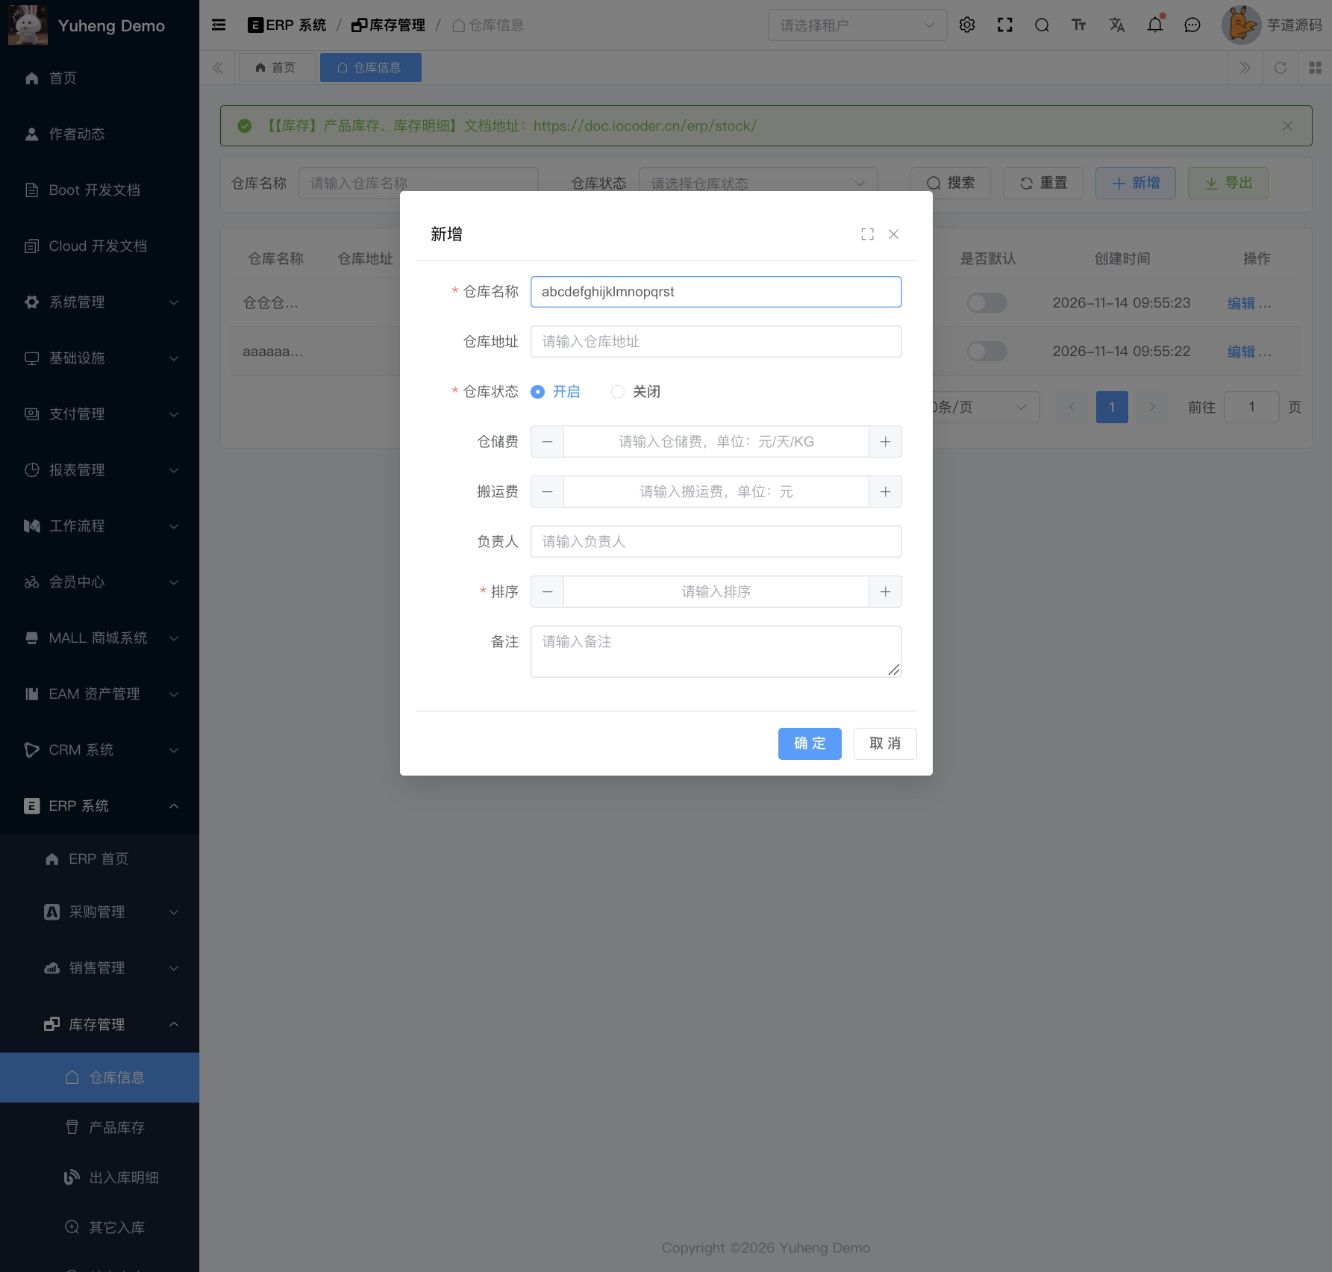 Yuheng Demo
首页
作者动态
Boot 开发文档
Cloud 开发文档
系统管理
基础设施
支付管理
报表管理
工作流程
会员中心
MALL 商城系统
EAM 资产管理
CRM 系统
ERP 系统
ERP 首页
采购管理
销售管理
库存管理
仓库信息
产品库存
出入库明细
其它入库
ERP 系统 / 库存管理 / 仓库信息
请选择租户
芋道源码
首页
仓库信息
【【库存】产品库存、库存明细】文档地址：https://doc.iocoder.cn/erp/stock/
仓库名称 请输入仓库名称 仓库状态 请选择仓库状态 搜索 重置 新增 导出
仓库名称 仓库地址 是否默认 创建时间 操作
仓仓仓... 2026-11-14 09:55:23 编辑 ...
aaaaaa... 2026-11-14 09:55:22 编辑 ...
0条/页 1 前往 1 页
新增
* 仓库名称 abcdefghijklmnopqrst
仓库地址 请输入仓库地址
* 仓库状态 开启 关闭
仓储费 请输入仓储费，单位：元/天/KG
搬运费 请输入搬运费，单位：元
负责人 请输入负责人
* 排序 请输入排序
备注 请输入备注
确 定 取 消
Copyright ©2026 Yuheng Demo